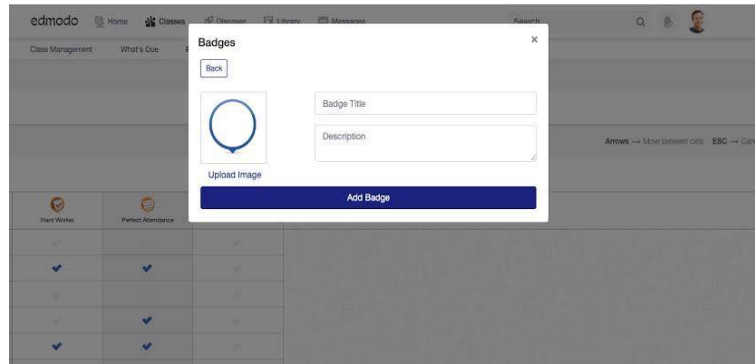 edmodo Home Classes Discover Library Messages Search
Class Management What's Due
Badges ×
Back
Badge Title
Description
Upload Image
Add Badge
Arrows → Move between cells ESC →
Hard Worker Perfect Attendance